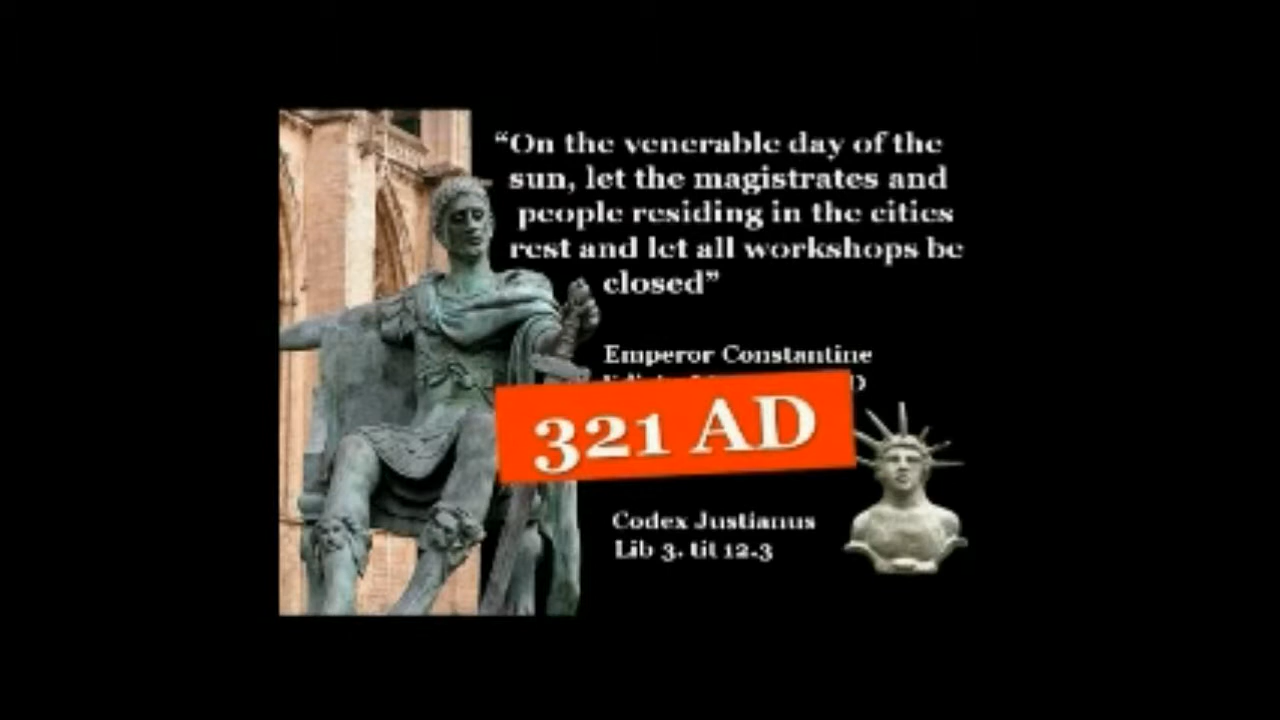 “On the venerable day of the
sun, let the magistrates and
people residing in the cities
rest and let all workshops be
closed”
Emperor Constantine
321 AD
Codex Justianus
Lib 3. tit 12.3